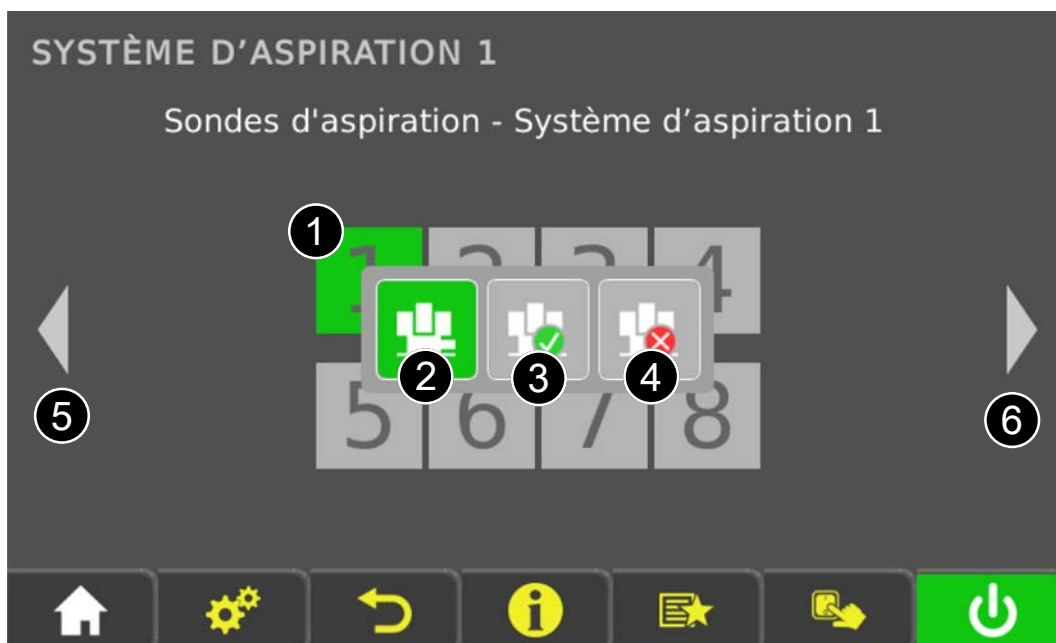 SYSTÈME D’ASPIRATION 1
Sondes d'aspiration - Système d’aspiration 1
1
1 2 3 4
2 3 4
5 6
5 6 7 8